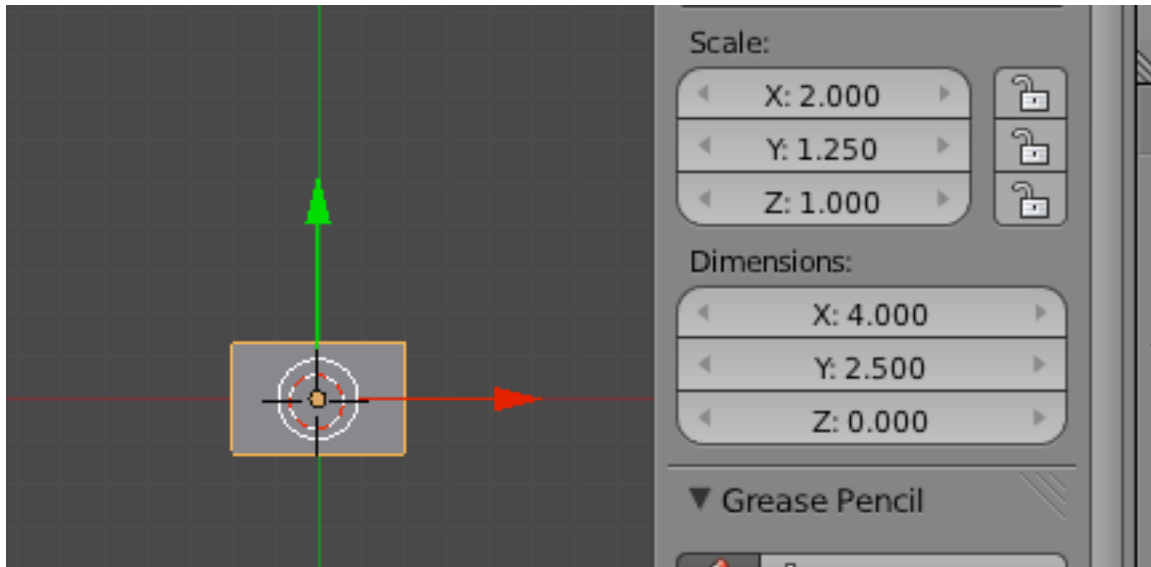 Scale:
X: 2.000
Y: 1.250
Z: 1.000
Dimensions:
X: 4.000
Y: 2.500
Z: 0.000
Grease Pencil